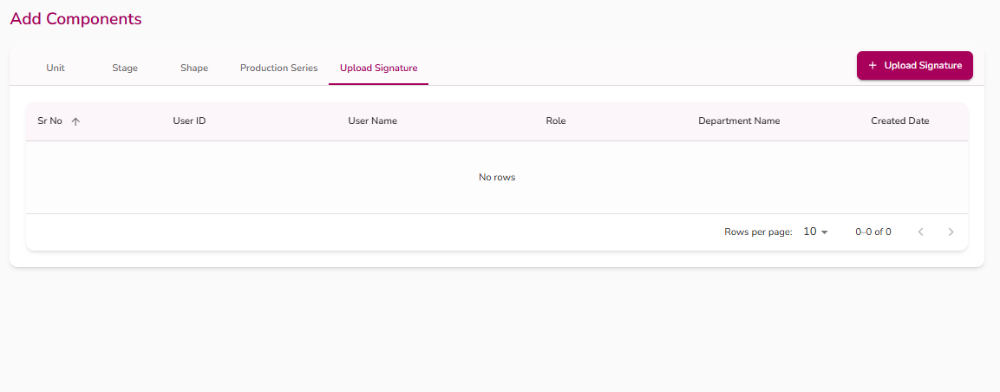 Add Components
Unit Stage Shape Production Series Upload Signature + Upload Signature
Sr No User ID User Name Role Department Name Created Date
No rows
Rows per page: 10 0–0 of 0